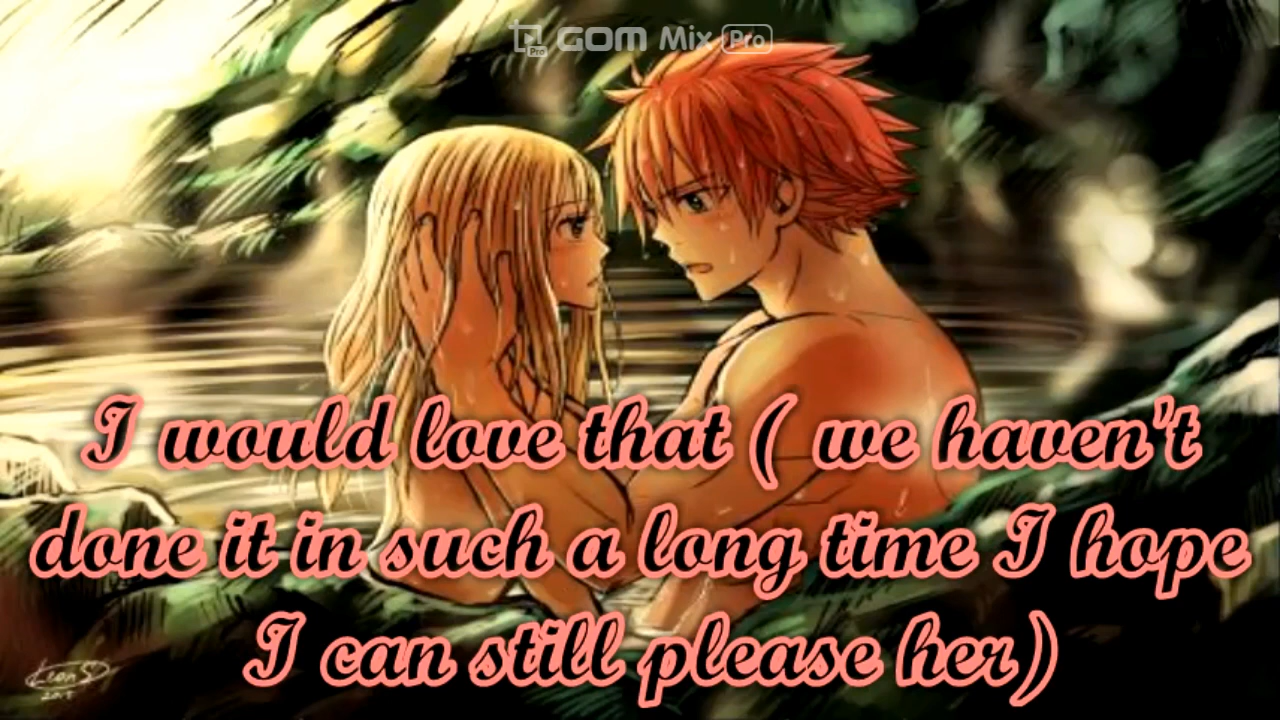 GOM Mix Pro
I would love that ( we haven't
done it in such a long time I hope
I can still please her)
2015